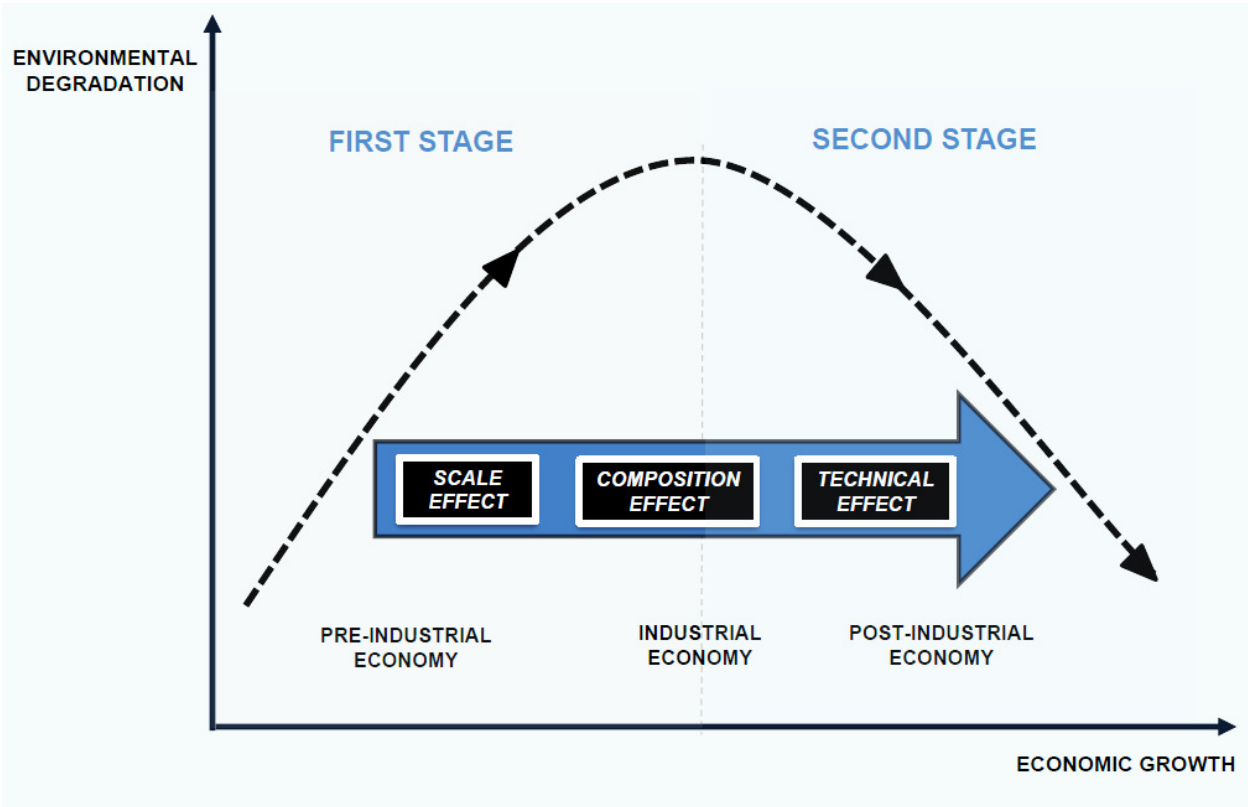 ENVIRONMENTAL
DEGRADATION
FIRST STAGE
SECOND STAGE
SCALE
EFFECT
COMPOSITION
EFFECT
TECHNICAL
EFFECT
PRE-INDUSTRIAL
ECONOMY
INDUSTRIAL
ECONOMY
POST-INDUSTRIAL
ECONOMY
ECONOMIC GROWTH